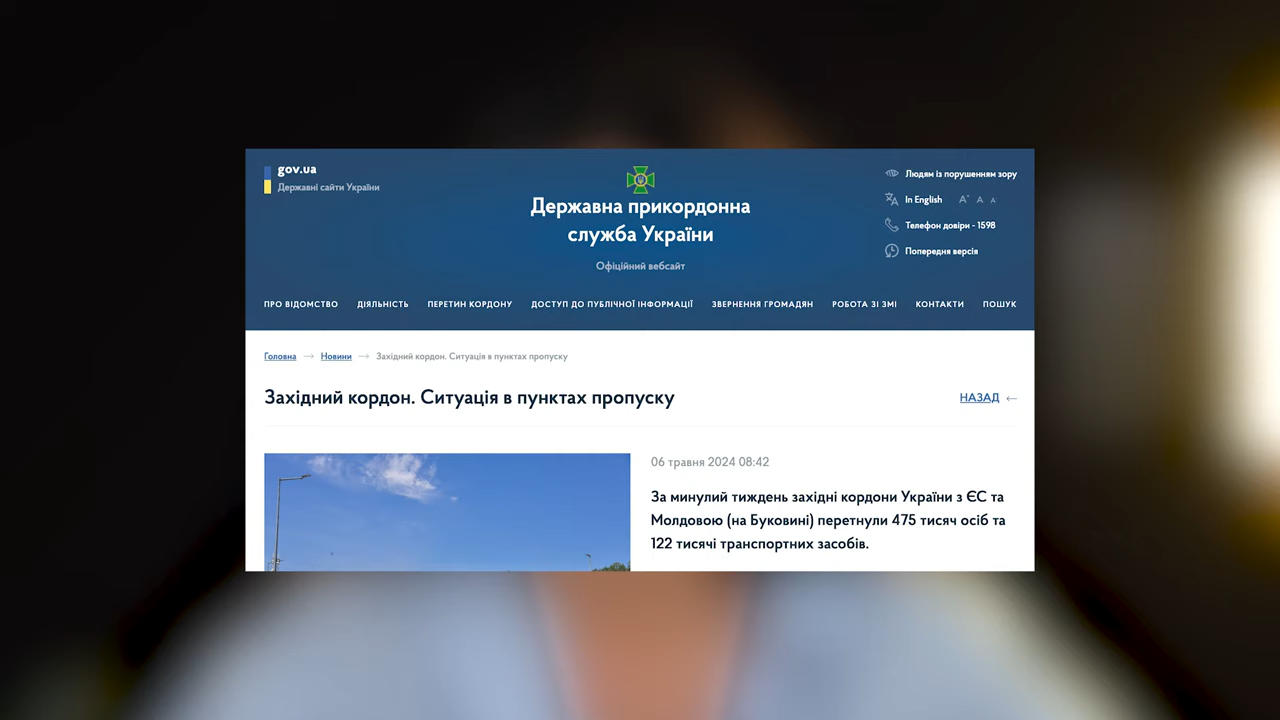 gov.ua
Державні сайти України
Державна прикордонна
служба України
Офіційний вебсайт
Людям із порушенням зору
In English A+ A A-
Телефон довіри - 1598
Попередня версія
ПРО ВІДОМСТВО ДІЯЛЬНІСТЬ ПЕРЕТИН КОРДОНУ ДОСТУП ДО ПУБЛІЧНОЇ ІНФОРМАЦІЇ ЗВЕРНЕННЯ ГРОМАДЯН РОБОТА ЗІ ЗМІ КОНТАКТИ ПОШУК
Головна → Новини → Західний кордон. Ситуація в пунктах пропуску
Західний кордон. Ситуація в пунктах пропуску
НАЗАД ←
06 травня 2024 08:42
За минулий тиждень західні кордони України з ЄС та
Молдовою (на Буковині) перетнули 475 тисяч осіб та
122 тисячі транспортних засобів.